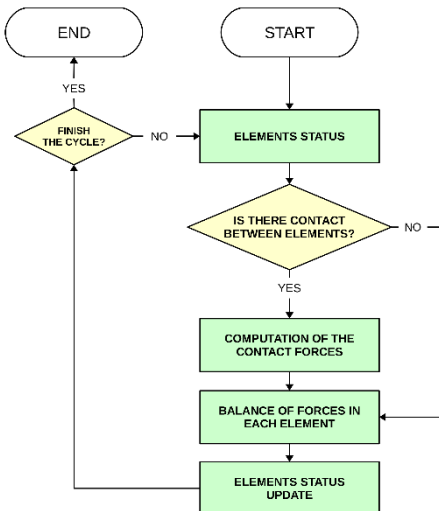 END
START
YES
FINISH
THE CYCLE?
NO
ELEMENTS STATUS
IS THERE CONTACT
BETWEEN ELEMENTS?
NO
YES
COMPUTATION OF THE
CONTACT FORCES
BALANCE OF FORCES IN
EACH ELEMENT
ELEMENTS STATUS
UPDATE